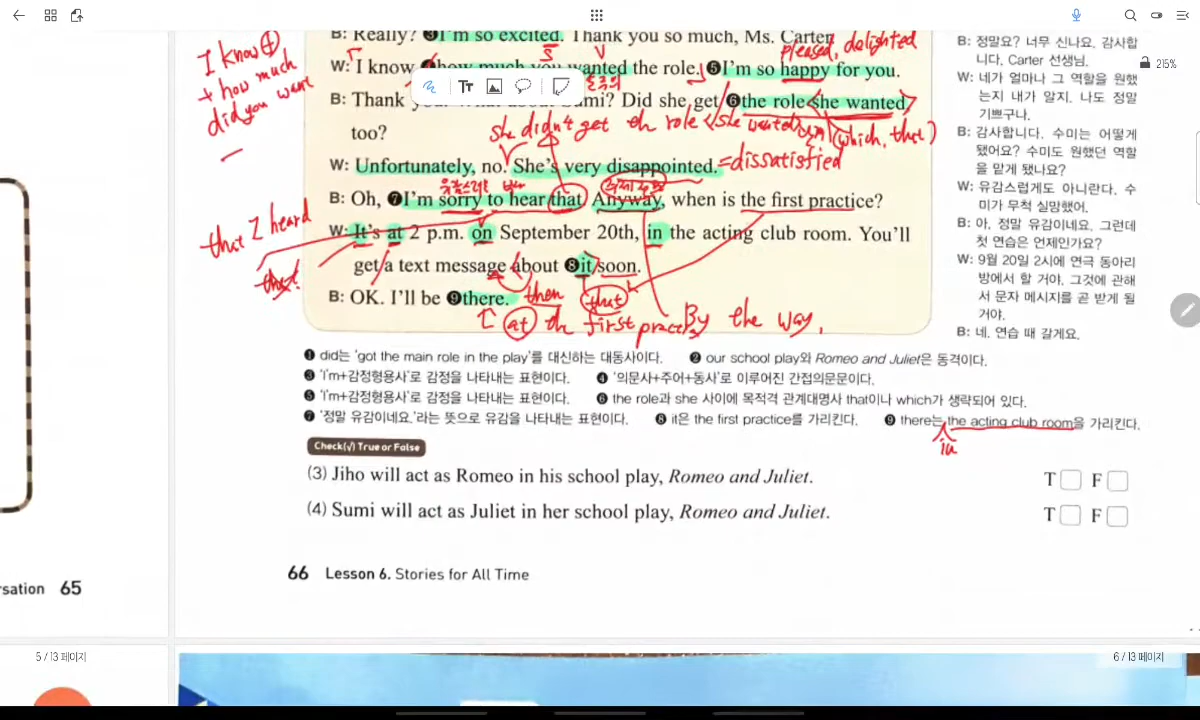 215%
B: Really? ❸I'm so excited. Thank you so much, Ms. Carter
pleased, delighted
I know
+ how much
did you want
S
V
W: I know how much you wanted the role. ❺I'm so happy for you.
Tт
B: Thank you. What about Sumi? Did she get ❻the role <she wanted>
too?
she didn't get th role <she wanted
(which, that)
W: Unfortunately, no. She's very disappointed.
=dissatisfied
B: Oh, ❼I'm sorry to hear that. Anyway, when is the first practice?
that I heard
W: It's at 2 p.m. on September 20th, in the acting club room. You'll
get a text message about ❽it soon.
that
then
that
B: OK. I'll be ❾there.
at th first prac
By the way,
B: 정말요? 너무 신나요. 감사합
니다, Carter 선생님.
W: 네가 얼마나 그 역할을 원했
는지 내가 알지. 나도 정말
기쁘구나.
B: 감사합니다. 수미는 어떻게
됐어요? 수미도 원했던 역할
을 맡게 됐나요?
W: 유감스럽게도 아니란다. 수
미가 무척 실망했어.
B: 아, 정말 유감이네요. 그런데
첫 연습은 언제인가요?
W: 9월 20일 2시에 연극 동아리
방에서 할 거야. 그것에 관해
서 문자 메시지를 곧 받게 될
거야.
B: 네. 연습 때 갈게요.
❶ did는 'got the main role in the play'를 대신하는 대동사이다. ❷ our school play와 Romeo and Juliet은 동격이다.
❸ 'I'm+감정형용사'로 감정을 나타내는 표현이다. ❹ '의문사+주어+동사'로 이루어진 간접의문문이다.
❺ 'I'm+감정형용사'로 감정을 나타내는 표현이다. ❻ the role과 she 사이에 목적격 관계대명사 that이나 which가 생략되어 있다.
❼ '정말 유감이네요.'라는 뜻으로 유감을 나타내는 표현이다. ❽ it은 the first practice를 가리킨다. ❾ there는 the acting club room을 가리킨다.
in
Check(√) True or False
(3) Jiho will act as Romeo in his school play, Romeo and Juliet. T F
(4) Sumi will act as Juliet in her school play, Romeo and Juliet. T F
66 Lesson 6. Stories for All Time
rsation 65
5 / 13 페이지
6 / 13 페이지